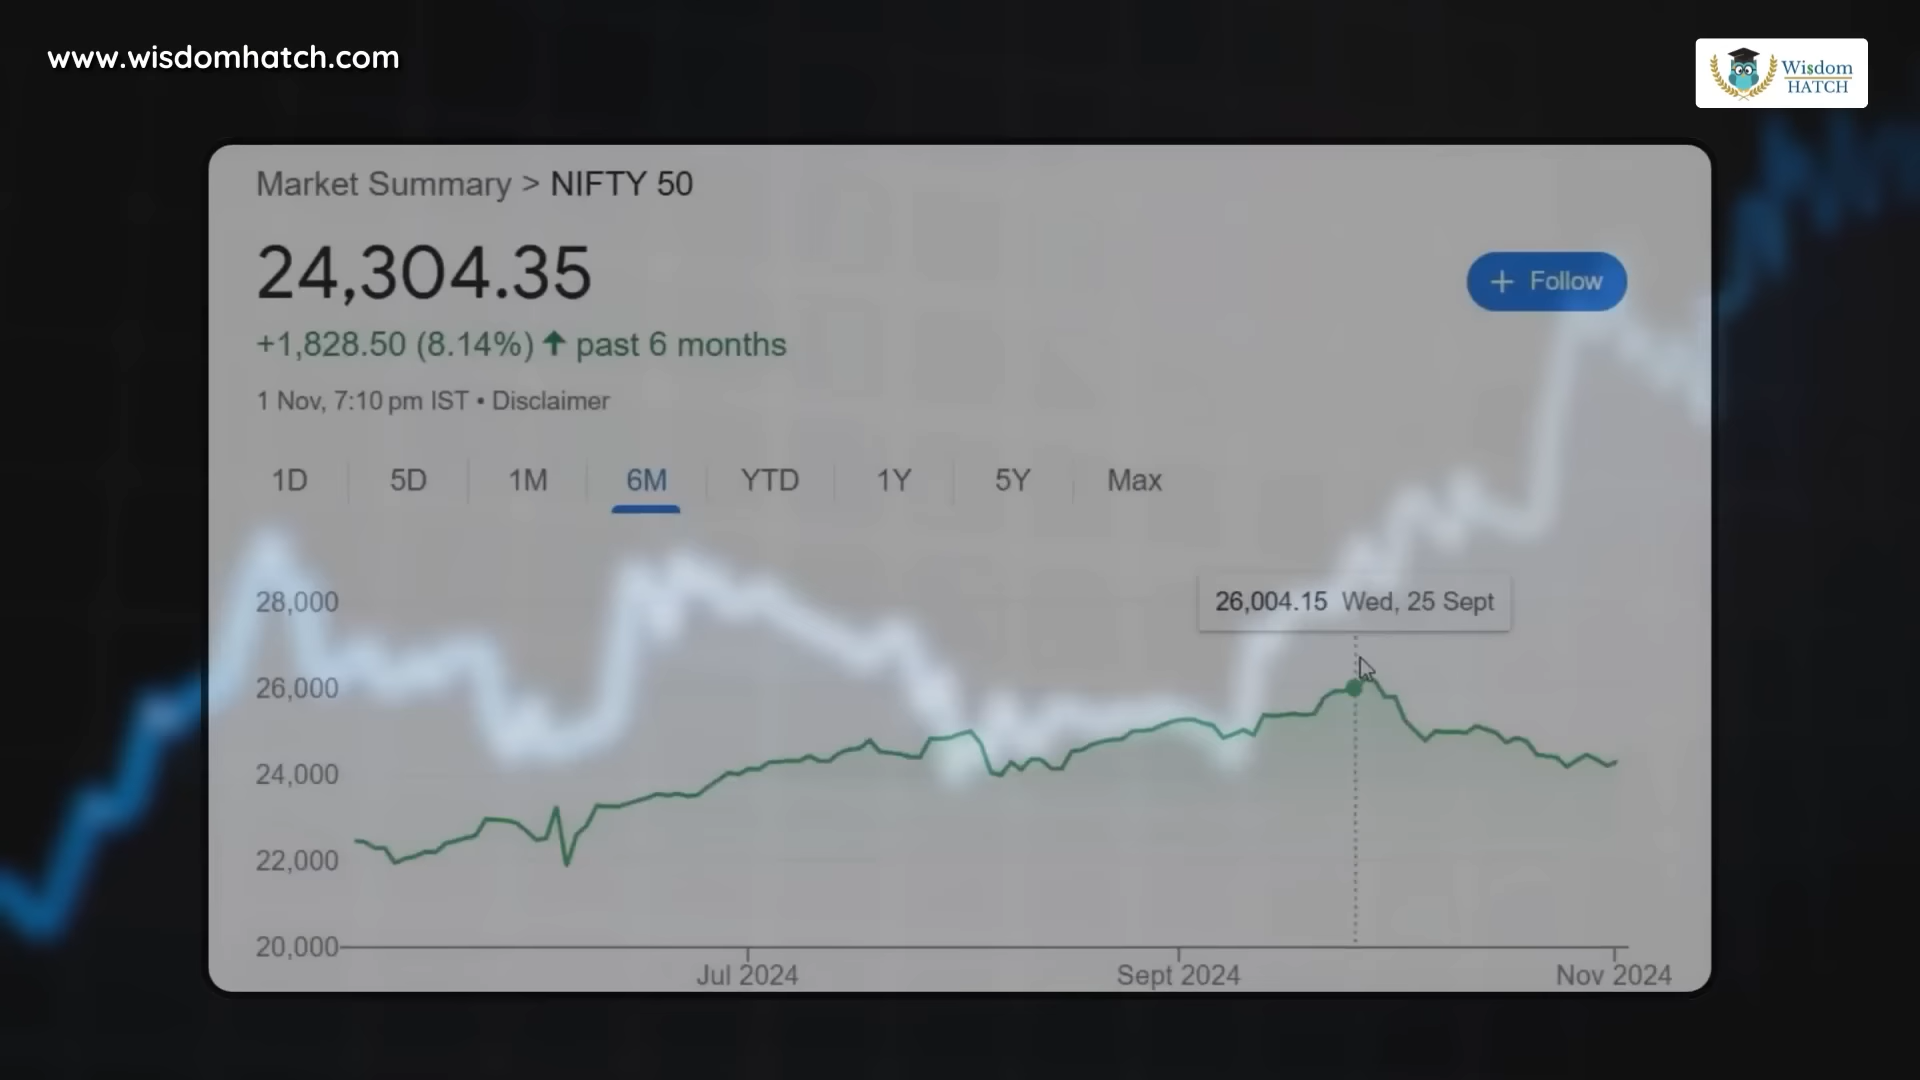 www.wisdomhatch.com
Wisdom
HATCH
Market Summary > NIFTY 50
24,304.35
+ Follow
+1,828.50 (8.14%) ↑ past 6 months
1 Nov, 7:10 pm IST • Disclaimer
1D 5D 1M 6M YTD 1Y 5Y Max
28,000
26,004.15 Wed, 25 Sept
26,000
24,000
22,000
20,000
Jul 2024 Sept 2024 Nov 2024